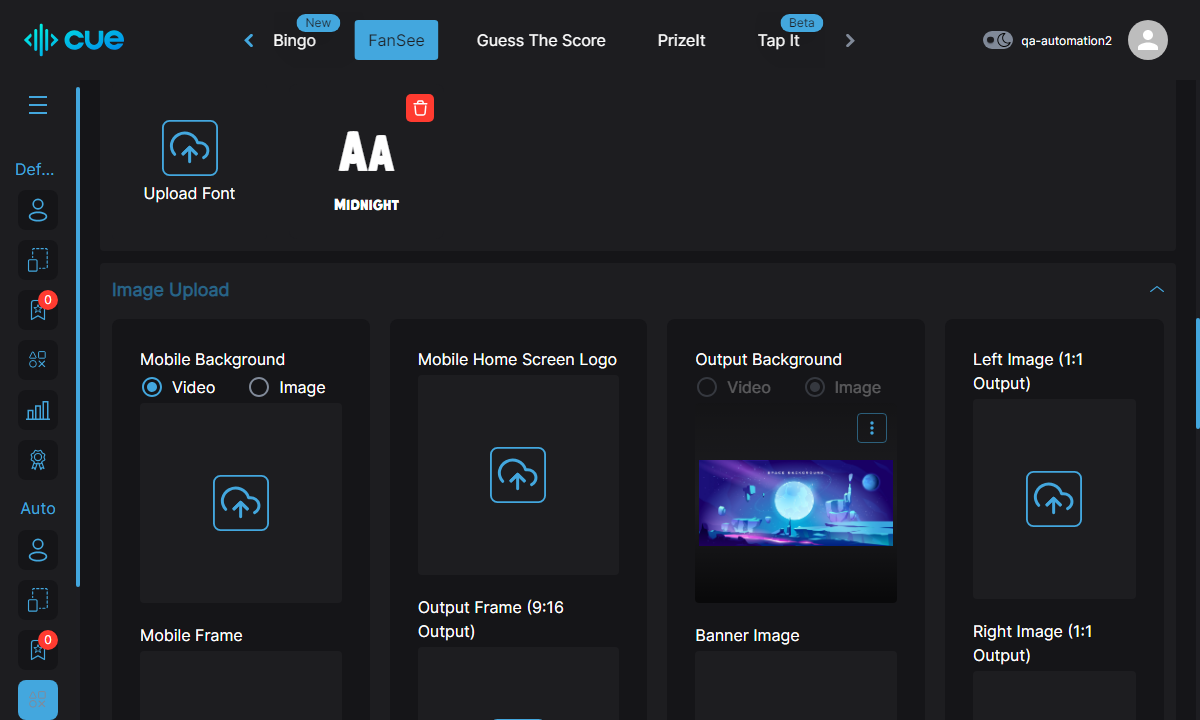 cue
New
Bingo
FanSee
Guess The Score
PrizeIt
Beta
Tap It
qa-automation2
Def...
0
Auto
0
Upload Font
AA
Midnight
Image Upload
Mobile Background
Video
Image
Mobile Home Screen Logo
Output Background
Video
Image
Left Image (1:1
Output)
SPACE BACKGROUND
Mobile Frame
Output Frame (9:16
Output)
Banner Image
Right Image (1:1
Output)